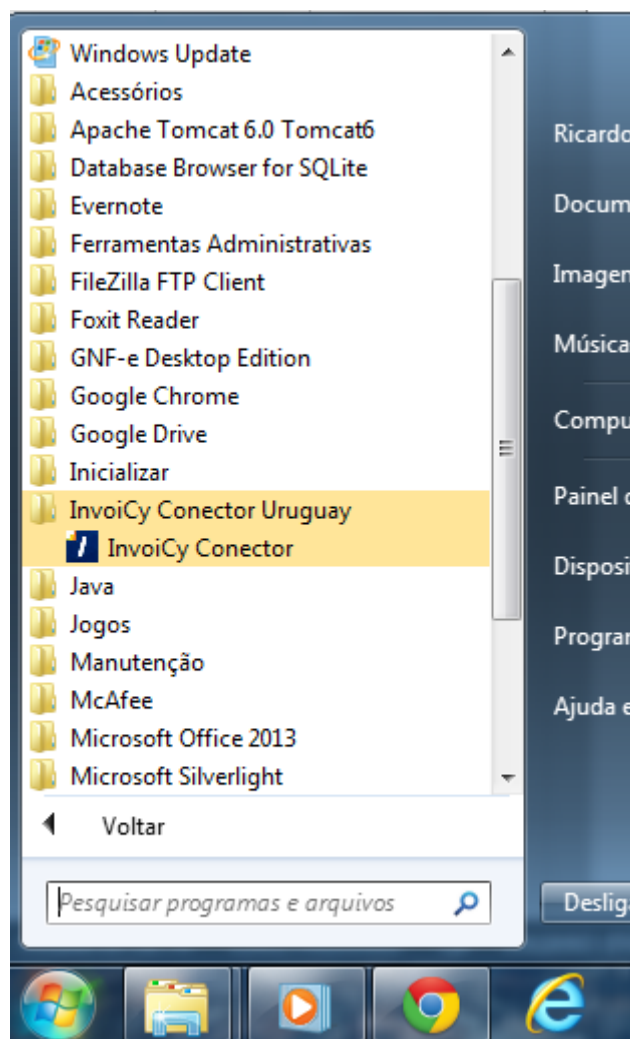 Windows Update
Acessórios
Apache Tomcat 6.0 Tomcat6
Database Browser for SQLite
Evernote
Ferramentas Administrativas
FileZilla FTP Client
Foxit Reader
GNF-e Desktop Edition
Google Chrome
Google Drive
Inicializar
InvoiCy Conector Uruguay
InvoiCy Conector
Java
Jogos
Manutenção
McAfee
Microsoft Office 2013
Microsoft Silverlight
Voltar
Pesquisar programas e arquivos
Ricardo
Docum
Imagen
Música
Compu
Painel d
Disposi
Program
Ajuda e
Desliga